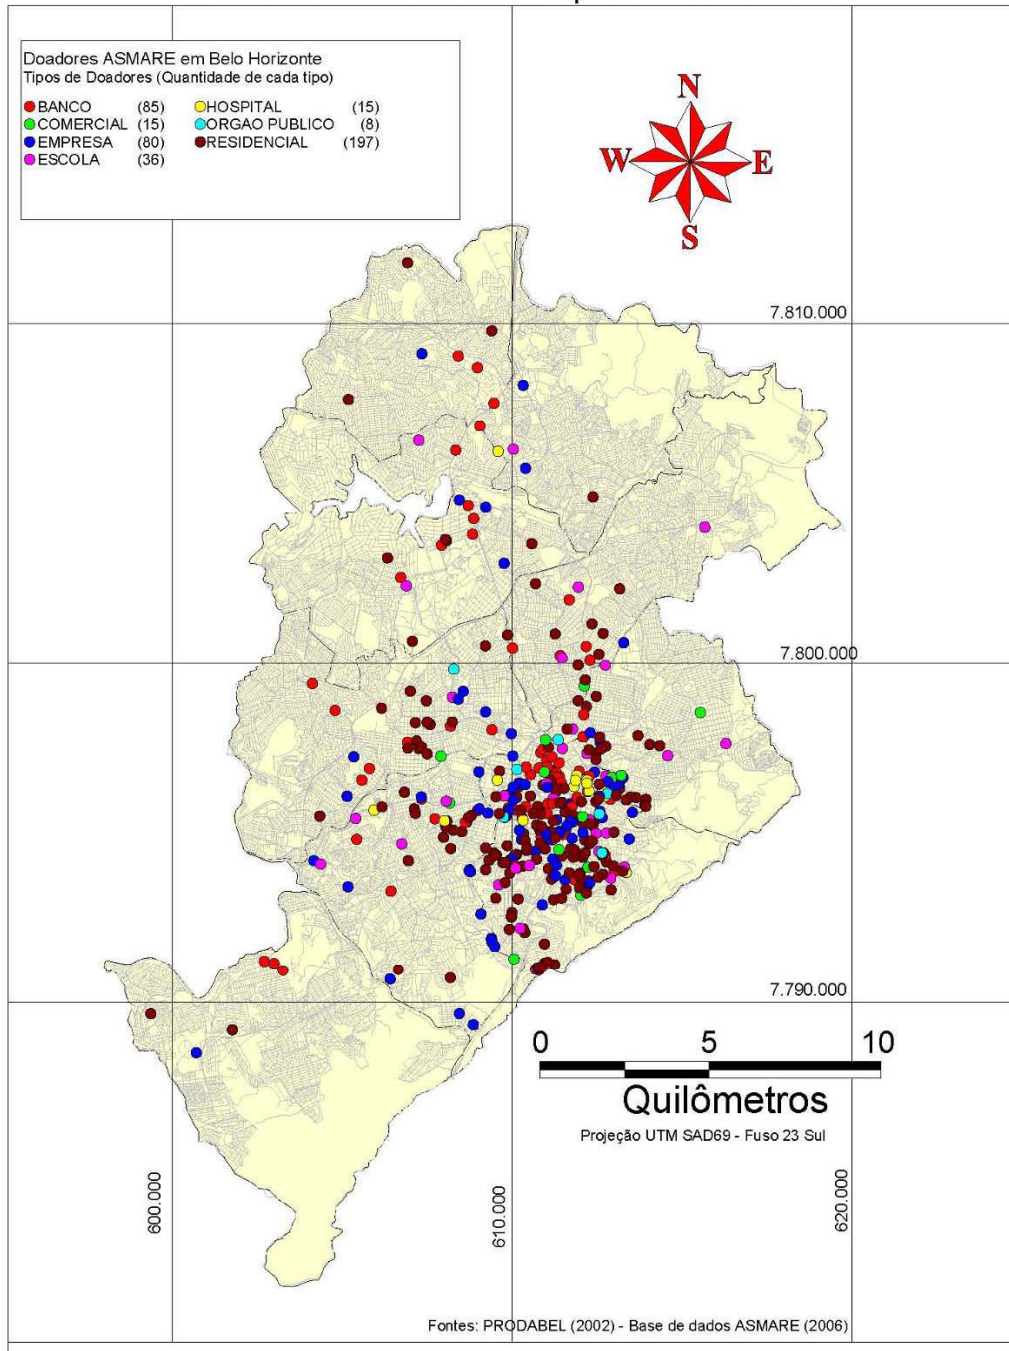 Doadores ASMARE em Belo Horizonte
Tipos de Doadores (Quantidade de cada tipo)
BANCO (85) HOSPITAL (15)
COMERCIAL (15) ORGAO PUBLICO (8)
EMPRESA (80) RESIDENCIAL (197)
ESCOLA (36)
N
W E
S
7.810.000
7.800.000
7.790.000
0 5 10
Quilômetros
Projeção UTM SAD69 - Fuso 23 Sul
600.000
610.000
620.000
Fontes: PRODABEL (2002) - Base de dados ASMARE (2006)